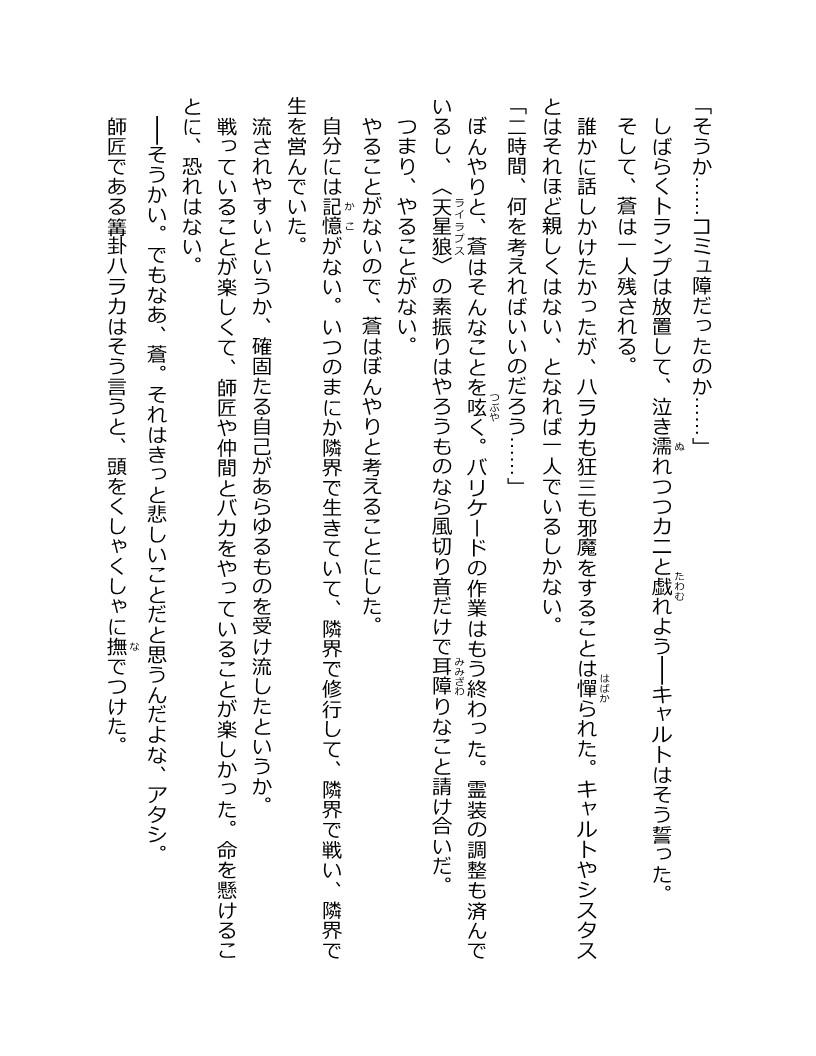 「そうか……コミュ障だったのか……」
しばらくトランプは放置して、泣き濡れつつカニと戯れよう──キャルトはそう誓った。
そして、蒼は一人残される。
誰かに話しかけたかったが、ハラカも狂三も邪魔をすることは憚られた。キャルトやシスタス
とはそれほど親しくはない、となれば一人でいるしかない。
「二時間、何を考えればいいのだろう……」
ぼんやりと、蒼はそんなことを呟く。バリケードの作業はもう終わった。霊装の調整も済んで
いるし、〈天星狼〉の素振りはやろうものなら風切り音だけで耳障りなこと請け合いだ。
つまり、やることがない。
やることがないので、蒼はぼんやりと考えることにした。
自分には記憶がない。いつのまにか隣界で生きていて、隣界で修行して、隣界で戦い、隣界で
生を営んでいた。
流されやすいというか、確固たる自己があらゆるものを受け流したというか。
戦っていることが楽しくて、師匠や仲間とバカをやっていることが楽しかった。命を懸けるこ
とに、恐れはない。
──そうかい。でもなあ、蒼。それはきっと悲しいことだと思うんだよな、アタシ。
師匠である篝卦ハラカはそう言うと、頭をくしゃくしゃに撫でつけた。
ぬ
たわむ
はばか
つぶや
ライラプス
みみざわ
かこ
な